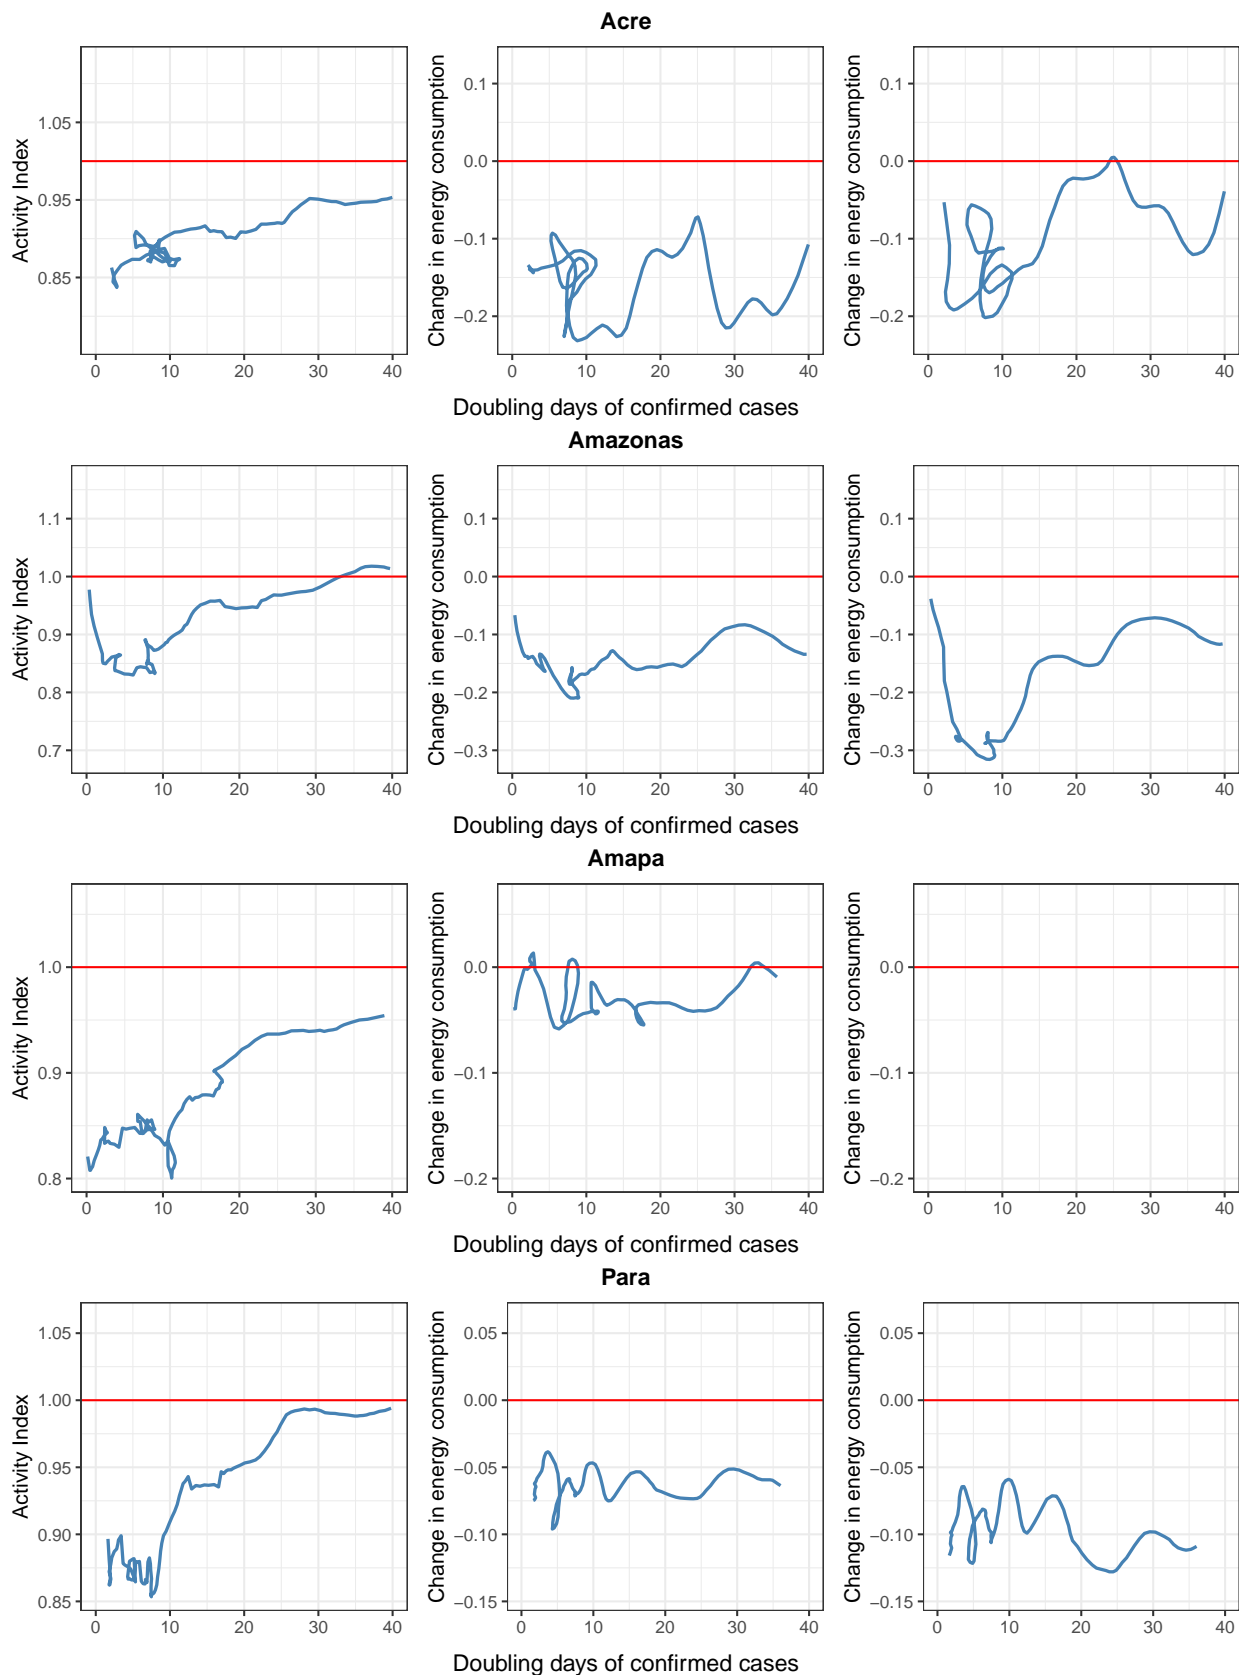 Acre
Activity Index
1.05
0.95
0.85
0 10 20 30 40
Change in energy consumption
0.1
0.0
−0.1
−0.2
0 10 20 30 40
Change in energy consumption
0.1
0.0
−0.1
−0.2
0 10 20 30 40
Doubling days of confirmed cases
Amazonas
Activity Index
1.1
1.0
0.9
0.8
0.7
0 10 20 30 40
Change in energy consumption
0.1
0.0
−0.1
−0.2
−0.3
0 10 20 30 40
Change in energy consumption
0.1
0.0
−0.1
−0.2
−0.3
0 10 20 30 40
Doubling days of confirmed cases
Amapa
Activity Index
1.0
0.9
0.8
0 10 20 30 40
Change in energy consumption
0.0
−0.1
−0.2
0 10 20 30 40
Change in energy consumption
0.0
−0.1
−0.2
0 10 20 30 40
Doubling days of confirmed cases
Para
Activity Index
1.05
1.00
0.95
0.90
0.85
0 10 20 30 40
Change in energy consumption
0.05
0.00
−0.05
−0.10
−0.15
0 10 20 30 40
Change in energy consumption
0.05
0.00
−0.05
−0.10
−0.15
0 10 20 30 40
Doubling days of confirmed cases